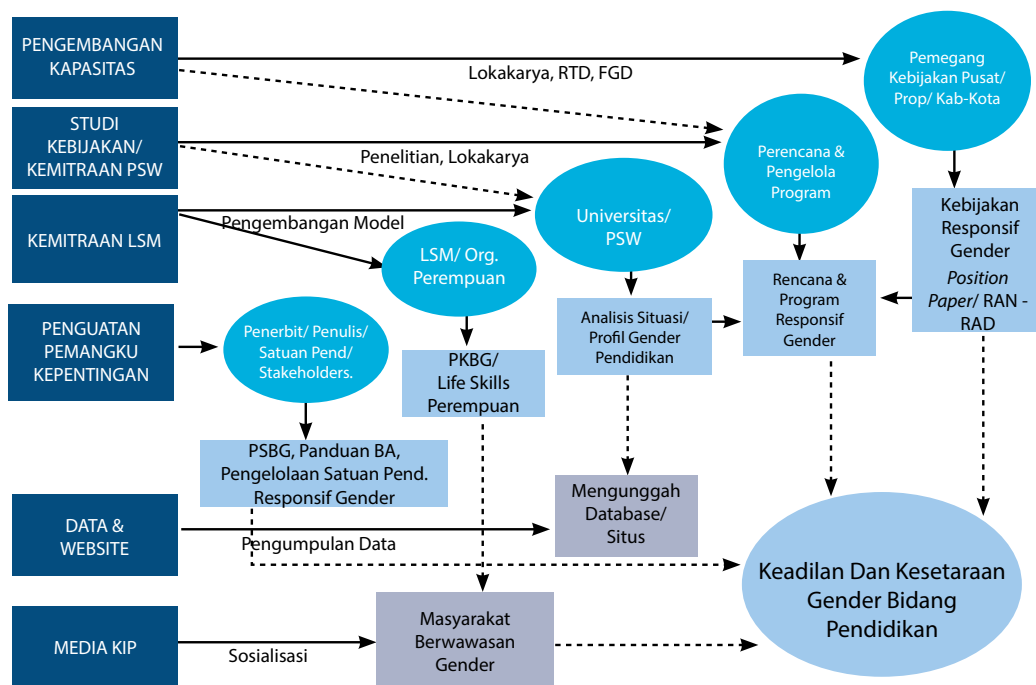 PENGEMBANGAN
KAPASITAS
Lokakarya, RTD, FGD
Pemegang
Kebijakan Pusat/
Prop/ Kab-Kota
STUDI
KEBIJAKAN/
KEMITRAAN PSW
Penelitian, Lokakarya
Perencana &
Pengelola
Program
KEMITRAAN LSM
Pengembangan Model
LSM/ Org.
Perempuan
Universitas/
PSW
Kebijakan
Responsif
Gender
Position
Paper/ RAN -
RAD
Rencana &
Program
Responsif
Gender
Analisis Situasi/
Profil Gender
Pendidikan
PENGUATAN
PEMANGKU
KEPENTINGAN
Penerbit/ Penulis/
Satuan Pend/
Stakeholders.
PKBG/
Life Skills
Perempuan
PSBG, Panduan BA,
Pengelolaan Satuan Pend.
Responsif Gender
DATA &
WEBSITE
Pengumpulan Data
Mengunggah
Database/
Situs
Keadilan Dan Kesetaraan
Gender Bidang
Pendidikan
MEDIA KIP
Sosialisasi
Masyarakat
Berwawasan
Gender